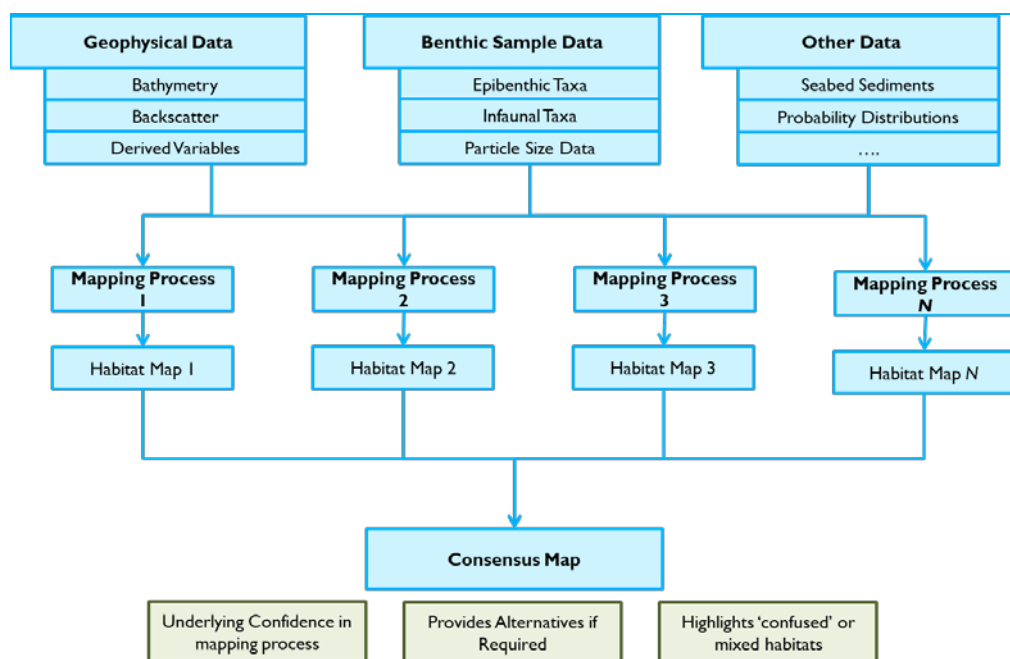 Geophysical Data
Bathymetry
Backscatter
Derived Variables
Benthic Sample Data
Epibenthic Taxa
Infaunal Taxa
Particle Size Data
Other Data
Seabed Sediments
Probability Distributions
....
Mapping Process
1
Mapping Process
2
Mapping Process
3
Mapping Process
N
Habitat Map 1
Habitat Map 2
Habitat Map 3
Habitat Map N
Consensus Map
Underlying Confidence in
mapping process
Provides Alternatives if
Required
Highlights ‘confused’ or
mixed habitats